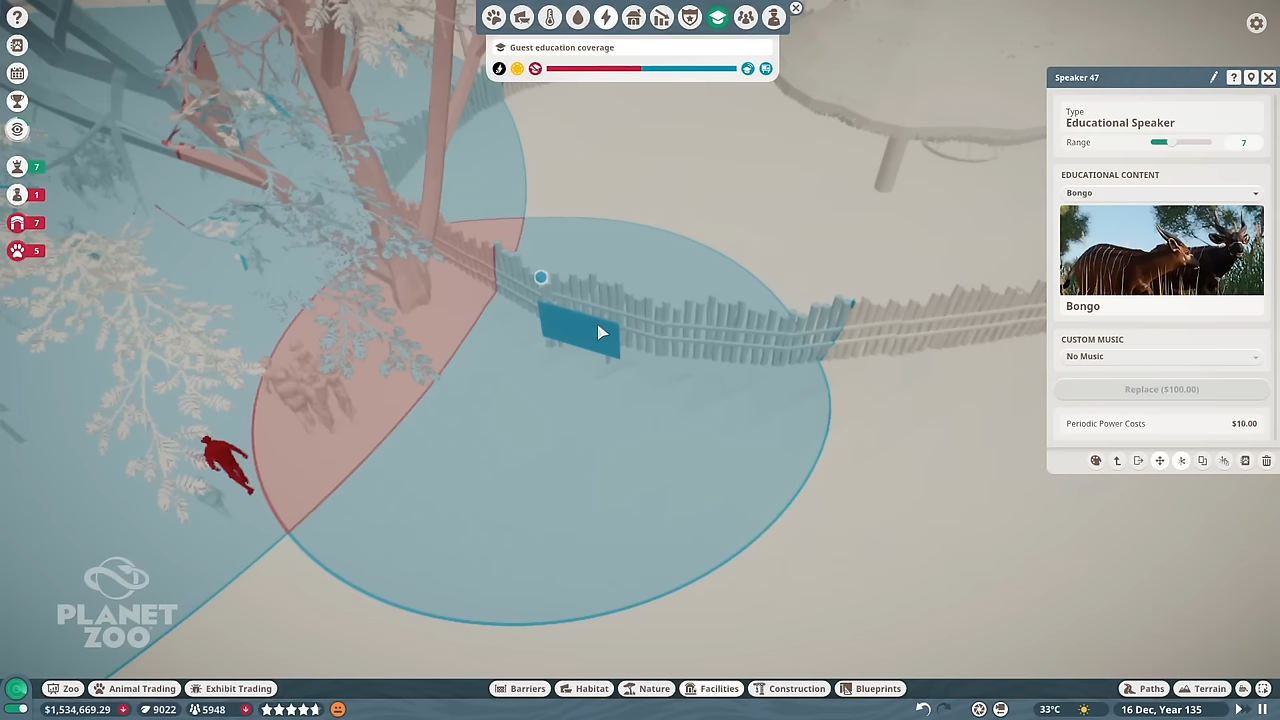 Guest education coverage
Speaker 47
Type
Educational Speaker
Range
7
EDUCATIONAL CONTENT
Bongo
Bongo
CUSTOM MUSIC
No Music
Replace ($100.00)
Periodic Power Costs $10.00
7
1
7
5
PLANET
ZOO
Zoo
Animal Trading
Exhibit Trading
Barriers
Habitat
Nature
Facilities
Construction
Blueprints
Paths
Terrain
$1,534,669.29
9022
5948
33°C
16 Dec, Year 135